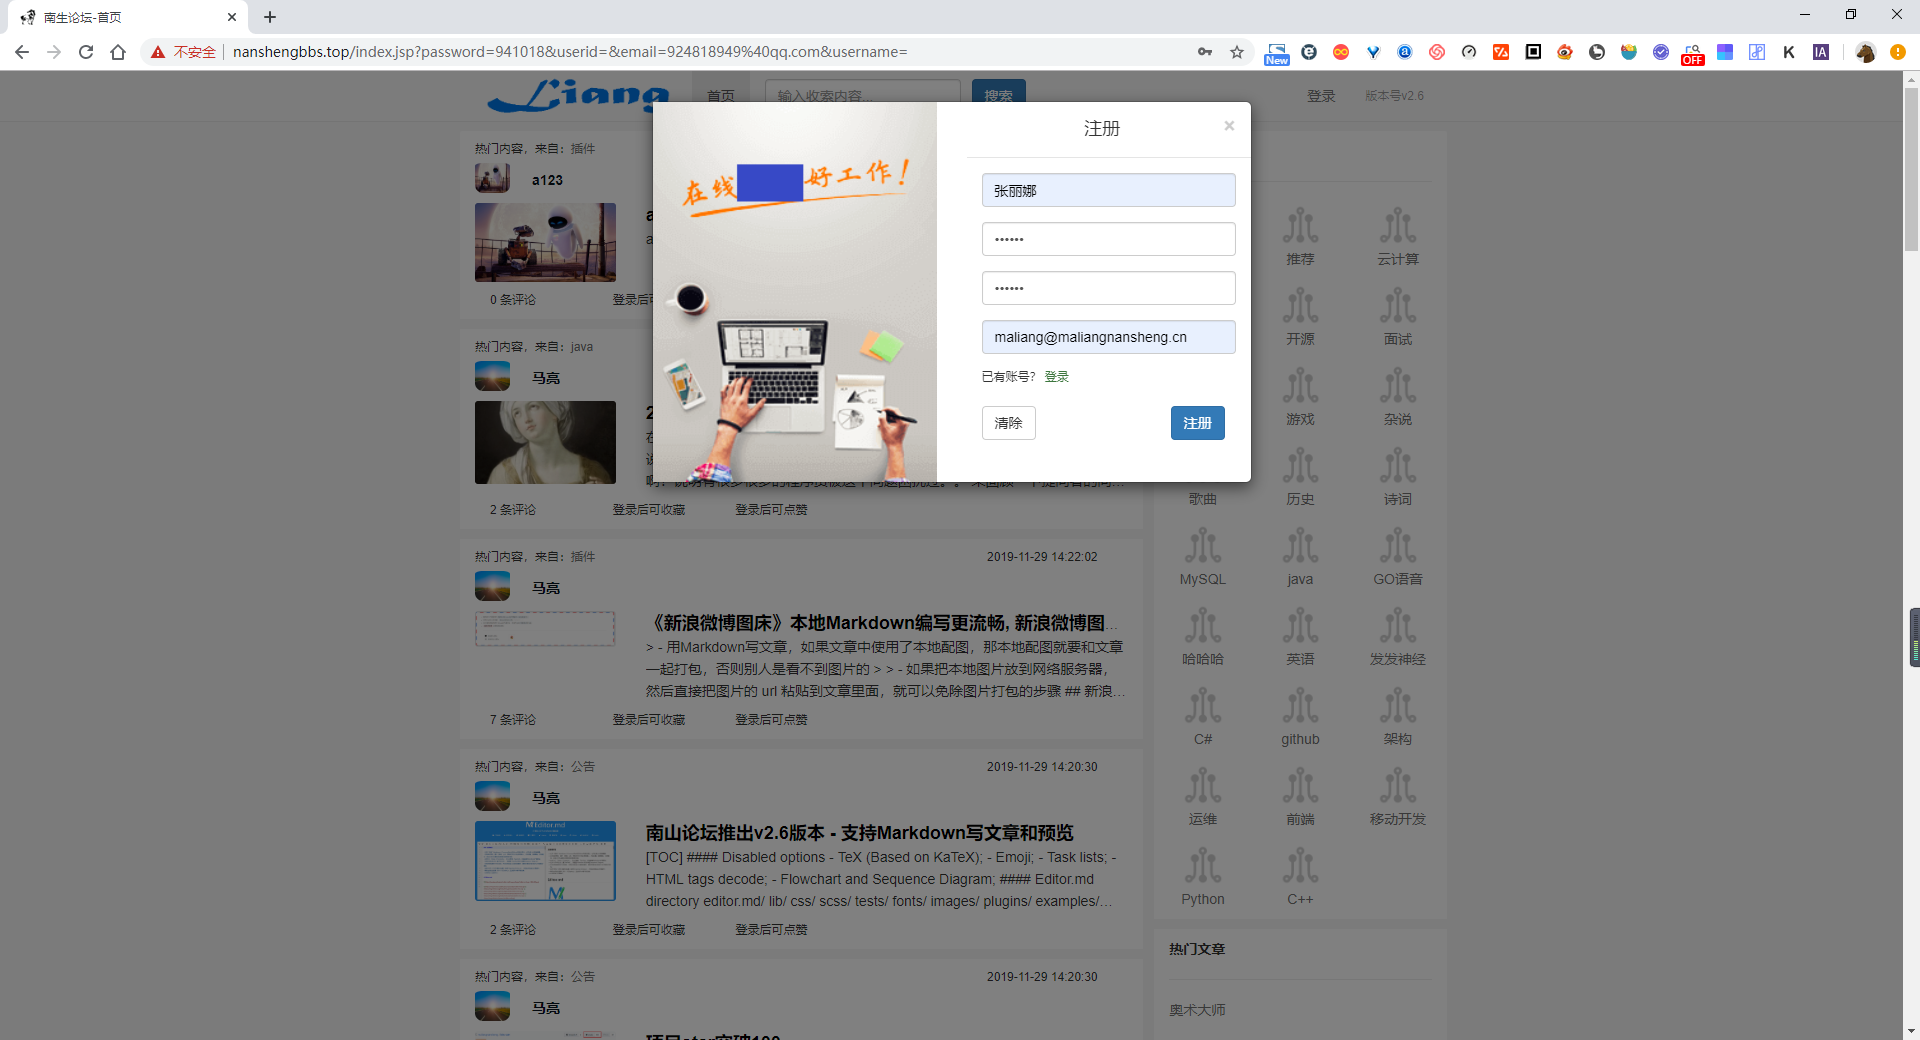 南生论坛-首页
不安全
nanshengbbs.top/index.jsp?password=941018&userid=&email=924818949%40qq.com&username=
New
OFF
K
IA
Liang
首页
输入收索内容...
搜索
登录
版本号v2.6
热门内容，来自：插件
a123
0 条评论
登录后可
热门内容，来自：java
马亮
2 条评论
登录后可收藏
登录后可点赞
热门内容，来自：插件
2019-11-29 14:22:02
马亮
《新浪微博图床》本地Markdown编写更流畅, 新浪微博图...
> - 用Markdown写文章，如果文章中使用了本地配图，那本地配图就要和文章
一起打包，否则别人是看不到图片的 > > - 如果把本地图片放到网络服务器，
然后直接把图片的 url 粘贴到文章里面，就可以免除图片打包的步骤 ## 新浪...
7 条评论
登录后可收藏
登录后可点赞
热门内容，来自：公告
2019-11-29 14:20:30
马亮
南山论坛推出v2.6版本 - 支持Markdown写文章和预览
[TOC] #### Disabled options - TeX (Based on KaTeX); - Emoji; - Task lists; -
HTML tags decode; - Flowchart and Sequence Diagram; #### Editor.md
directory editor.md/ lib/ css/ scss/ tests/ fonts/ images/ plugins/ examples/...
2 条评论
登录后可收藏
登录后可点赞
热门内容，来自：公告
2019-11-29 14:20:30
马亮
在线
好工作！
注册
×
张丽娜
••••••
••••••
maliang@maliangnansheng.cn
已有账号？ 登录
清除
注册
推荐
云计算
开源
面试
游戏
杂说
歌曲
历史
诗词
MySQL
java
GO语音
哈哈哈
英语
发发神经
C#
github
架构
运维
前端
移动开发
Python
C++
热门文章
奥术大师